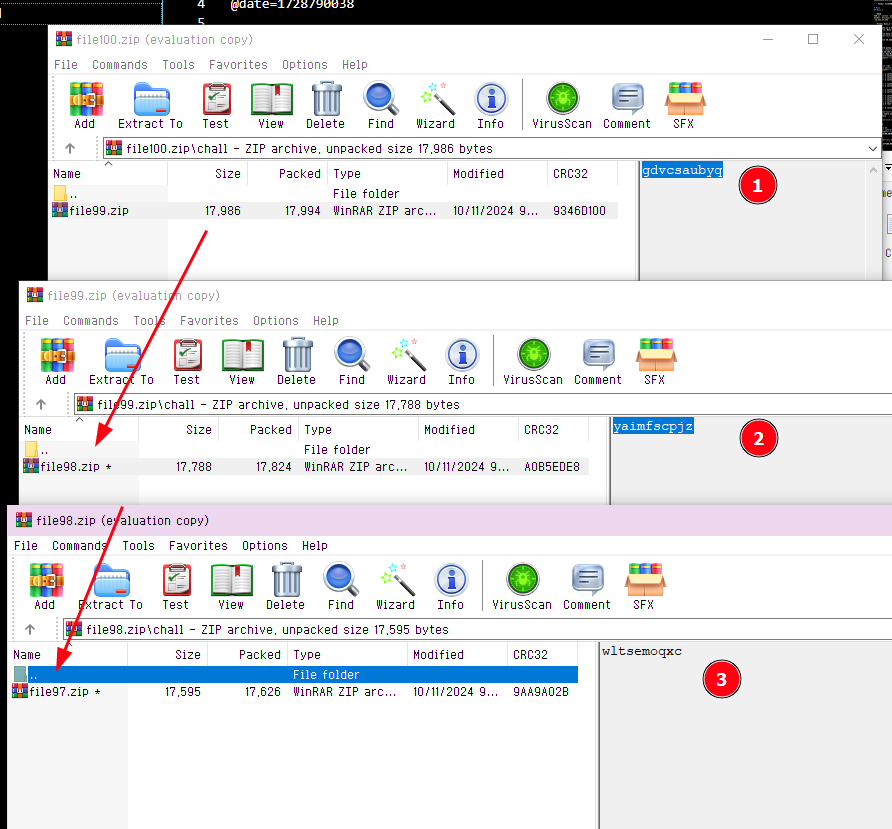 4 @date=1728790038
5
file100.zip (evaluation copy)
File Commands Tools Favorites Options Help
Add Extract To Test View Delete Find Wizard Info VirusScan Comment SFX
file100.zip\chall - ZIP archive, unpacked size 17,986 bytes
Name Size Packed Type Modified CRC32
gdvcsaubyq
1
.. File folder
file99.zip 17,986 17,994 WinRAR ZIP arc... 10/11/2024 9... 9346D100
file99.zip (evaluation copy)
File Commands Tools Favorites Options Help
Add Extract To Test View Delete Find Wizard Info VirusScan Comment SFX
file99.zip\chall - ZIP archive, unpacked size 17,788 bytes
Name Size Packed Type Modified CRC32
yaimfscpjz
2
.. File folder
file98.zip * 17,788 17,824 WinRAR ZIP arc... 10/11/2024 9... A0B5EDE8
file98.zip (evaluation copy)
File Commands Tools Favorites Options Help
Add Extract To Test View Delete Find Wizard Info VirusScan Comment SFX
file98.zip\chall - ZIP archive, unpacked size 17,595 bytes
Name Size Packed Type Modified CRC32
wltsemoqxc
3
.. File folder
file97.zip * 17,595 17,626 WinRAR ZIP arc... 10/11/2024 9... 9AA9A02B